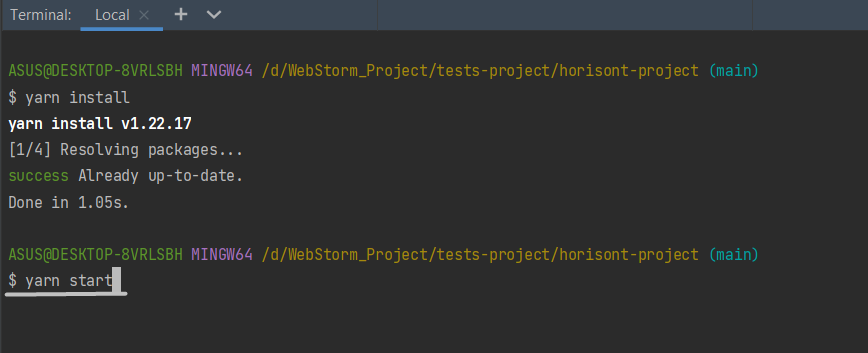 Terminal: Local
ASUS@DESKTOP-8VRLSBH MINGW64 /d/WebStorm_Project/tests-project/horisont-project (main)
$ yarn install
yarn install v1.22.17
[1/4] Resolving packages...
success Already up-to-date.
Done in 1.05s.
ASUS@DESKTOP-8VRLSBH MINGW64 /d/WebStorm_Project/tests-project/horisont-project (main)
$ yarn start